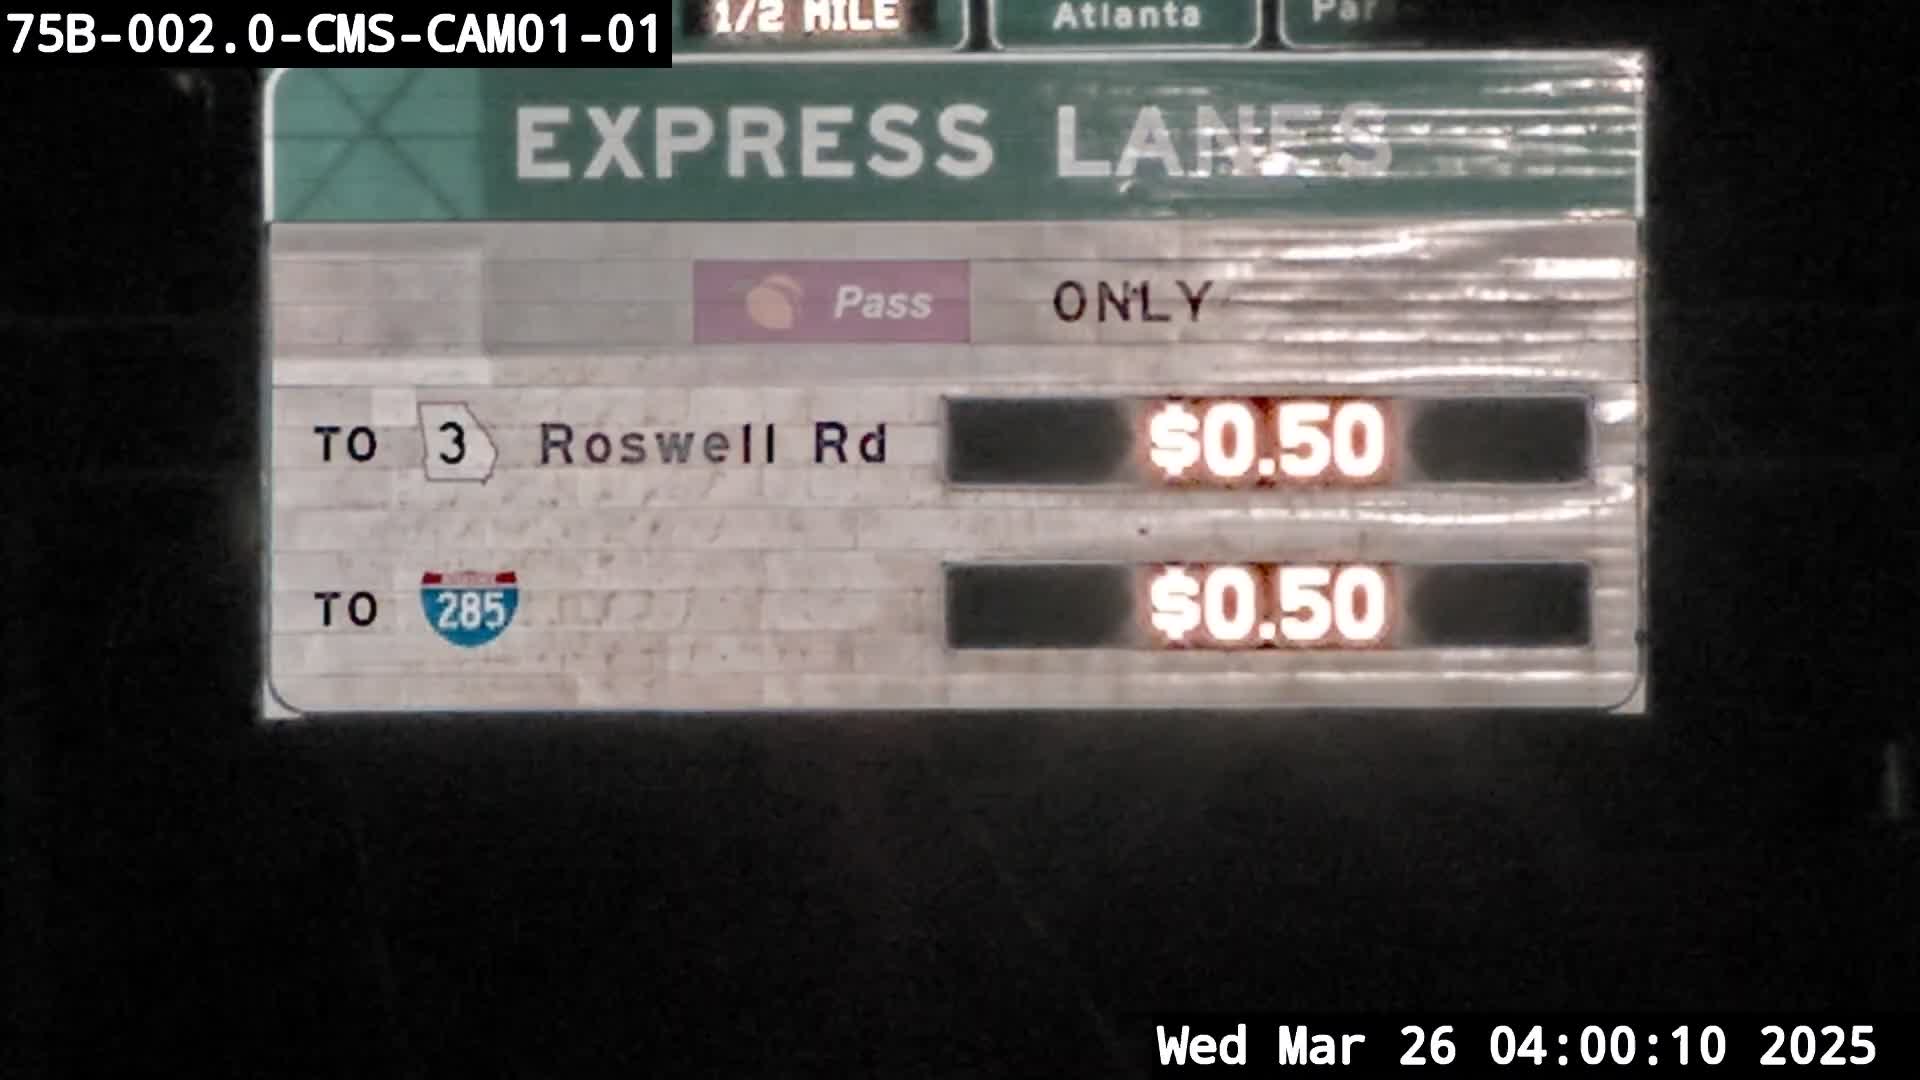 75B-002.0-CMS-CAM01-01
1/2 MILE
Atlanta
EXPRESS LANES
Pass ONLY
TO 3 Roswell Rd $0.50
TO 285 $0.50
Wed Mar 26 04:00:10 2025